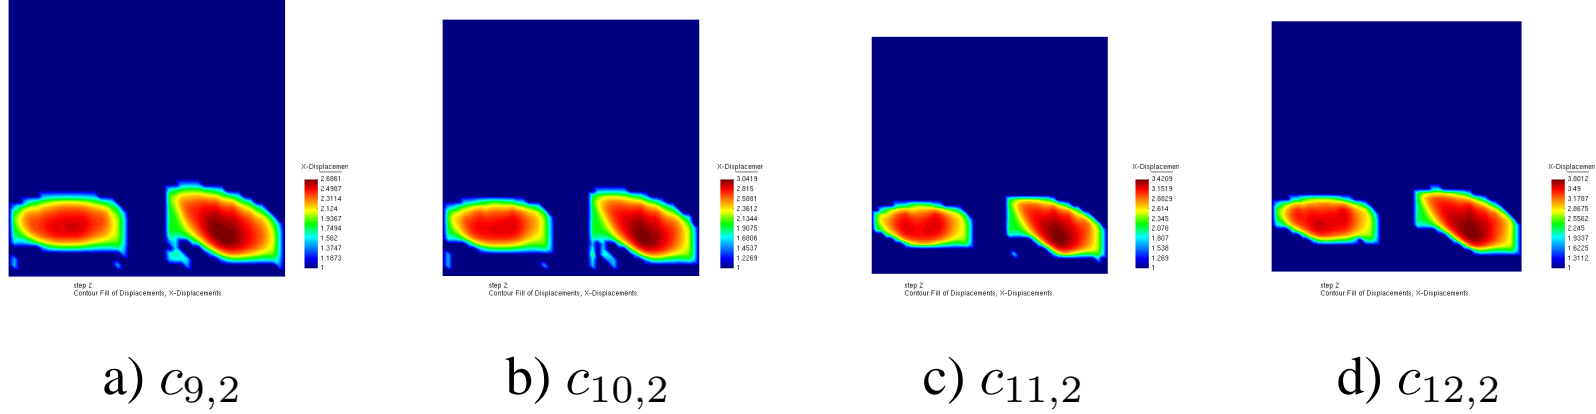 X-Displacemen
2.6861
2.4987
2.3114
2.124
1.9367
1.7494
1.562
1.3747
1.1873
1
step 2
Contour Fill of Displacements, X-Displacements.
a) c9,2
X-Displacemer
3.0419
2.815
2.5881
2.3612
2.1344
1.9075
1.6806
1.4537
1.2269
1
step 2
Contour Fill of Displacements, X-Displacements.
b) c10,2
X-Displacemen
3.4209
3.1519
2.8829
2.614
2.345
2.076
1.807
1.538
1.269
1
step 2
Contour Fill of Displacements, X-Displacements.
c) c11,2
X-Displacemen
3.8012
3.49
3.1787
2.8675
2.5562
2.245
1.9337
1.6225
1.3112
1
step 2
Contour Fill of Displacements, X-Displacements.
d) c12,2